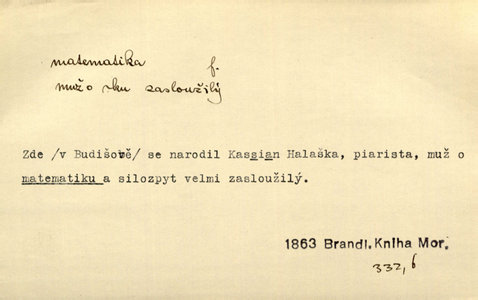 matematika f.
muž o  zasloužilý
Zde /v Budišově/ se narodil Kassian Halaška, piarista, muž o
matematiku a silozpyt velmi zasloužilý.
1863 Brandl. Kniha Mor.
332, 6